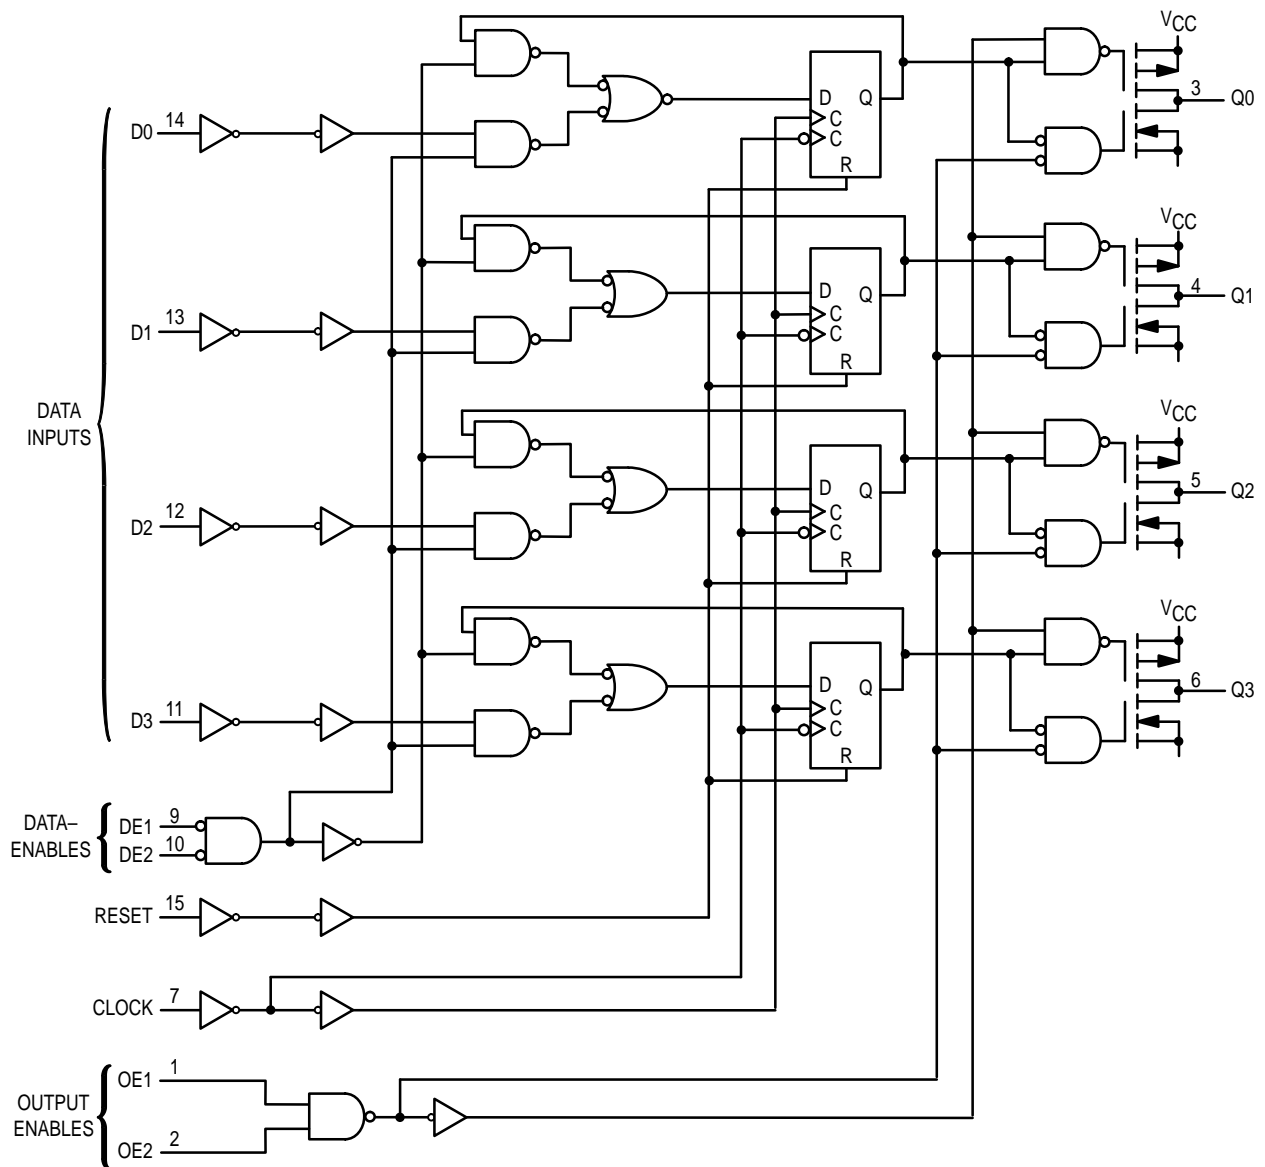 VCC
D0 14
D Q
C
C
R
3 Q0
DATA
INPUTS
VCC
D1 13
D Q
C
C
R
4 Q1
VCC
D2 12
D Q
C
C
R
5 Q2
VCC
D3 11
D Q
C
C
R
6 Q3
DATA–
ENABLES
DE1 9
DE2 10
RESET 15
CLOCK 7
OUTPUT
ENABLES
OE1 1
OE2 2